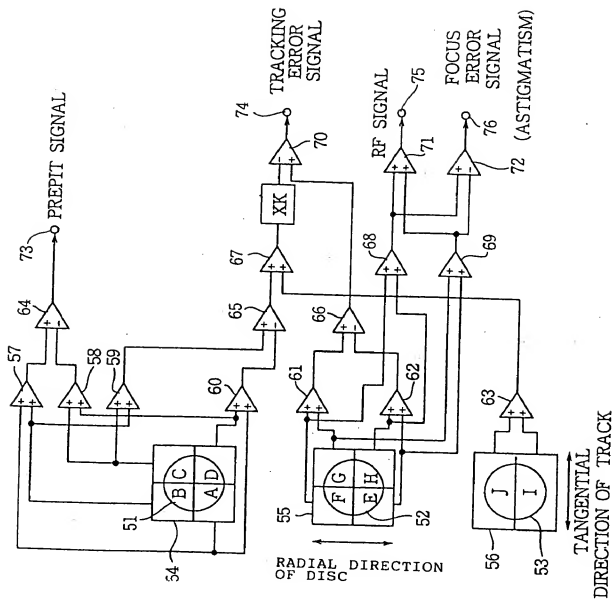 73
PREPIT SIGNAL
64
57
58
59
60
51
B C
A D
64
74
TRACKING
ERROR
SIGNAL
70
XK
67
65
66
61
62
55
F G
E H
52
RADIAL DIRECTION
OF DISC
RF SIGNAL
75
71
68
69
FOCUS
ERROR
SIGNAL
76
(ASTIGMATISM)
72
63
56
J
I
53
TANGENTIAL
DIRECTION OF TRACK